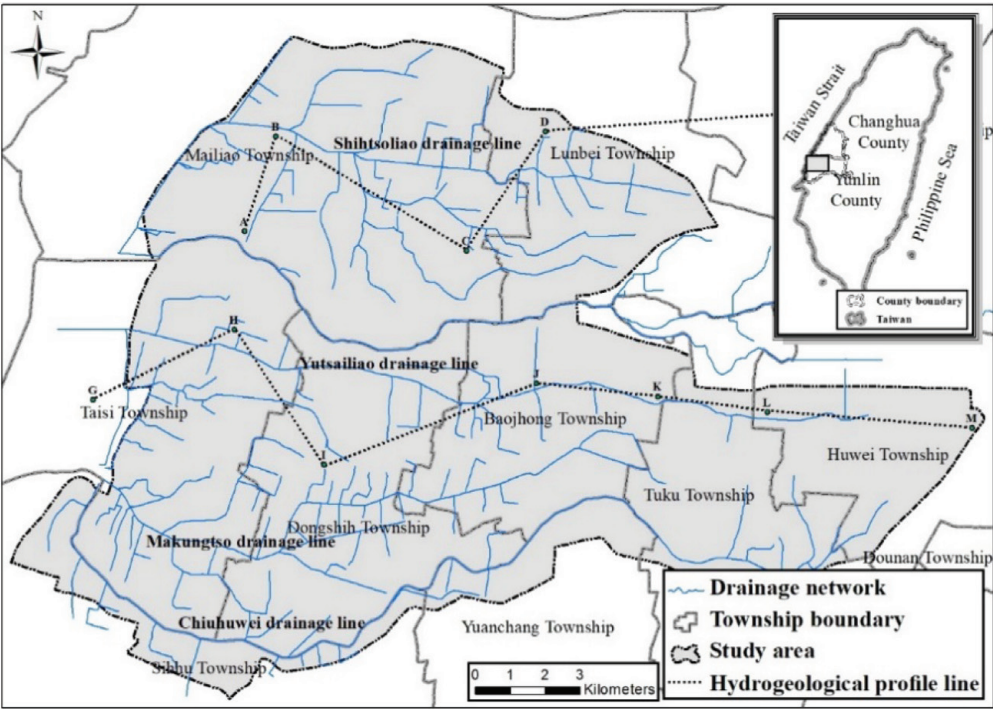 N
B
D
Shihtsoliao drainage line
Mailiao Township
Lunbei Township
A
C
H
Yutsailiao drainage line
G
J
K
L
M
Taisi Township
Baojhong Township
Huwei Township
I
Tuku Township
Dongshih Township
Makungtso drainage line
Dounan Township
Chiuhuwei drainage line
Yuanchang Township
Sihhu Township
0 1 2 3
Kilometers
Taiwan Strait
Changhua
County
Yunlin
County
Philippine Sea
County boundary
Taiwan
Drainage network
Township boundary
Study area
Hydrogeological profile line